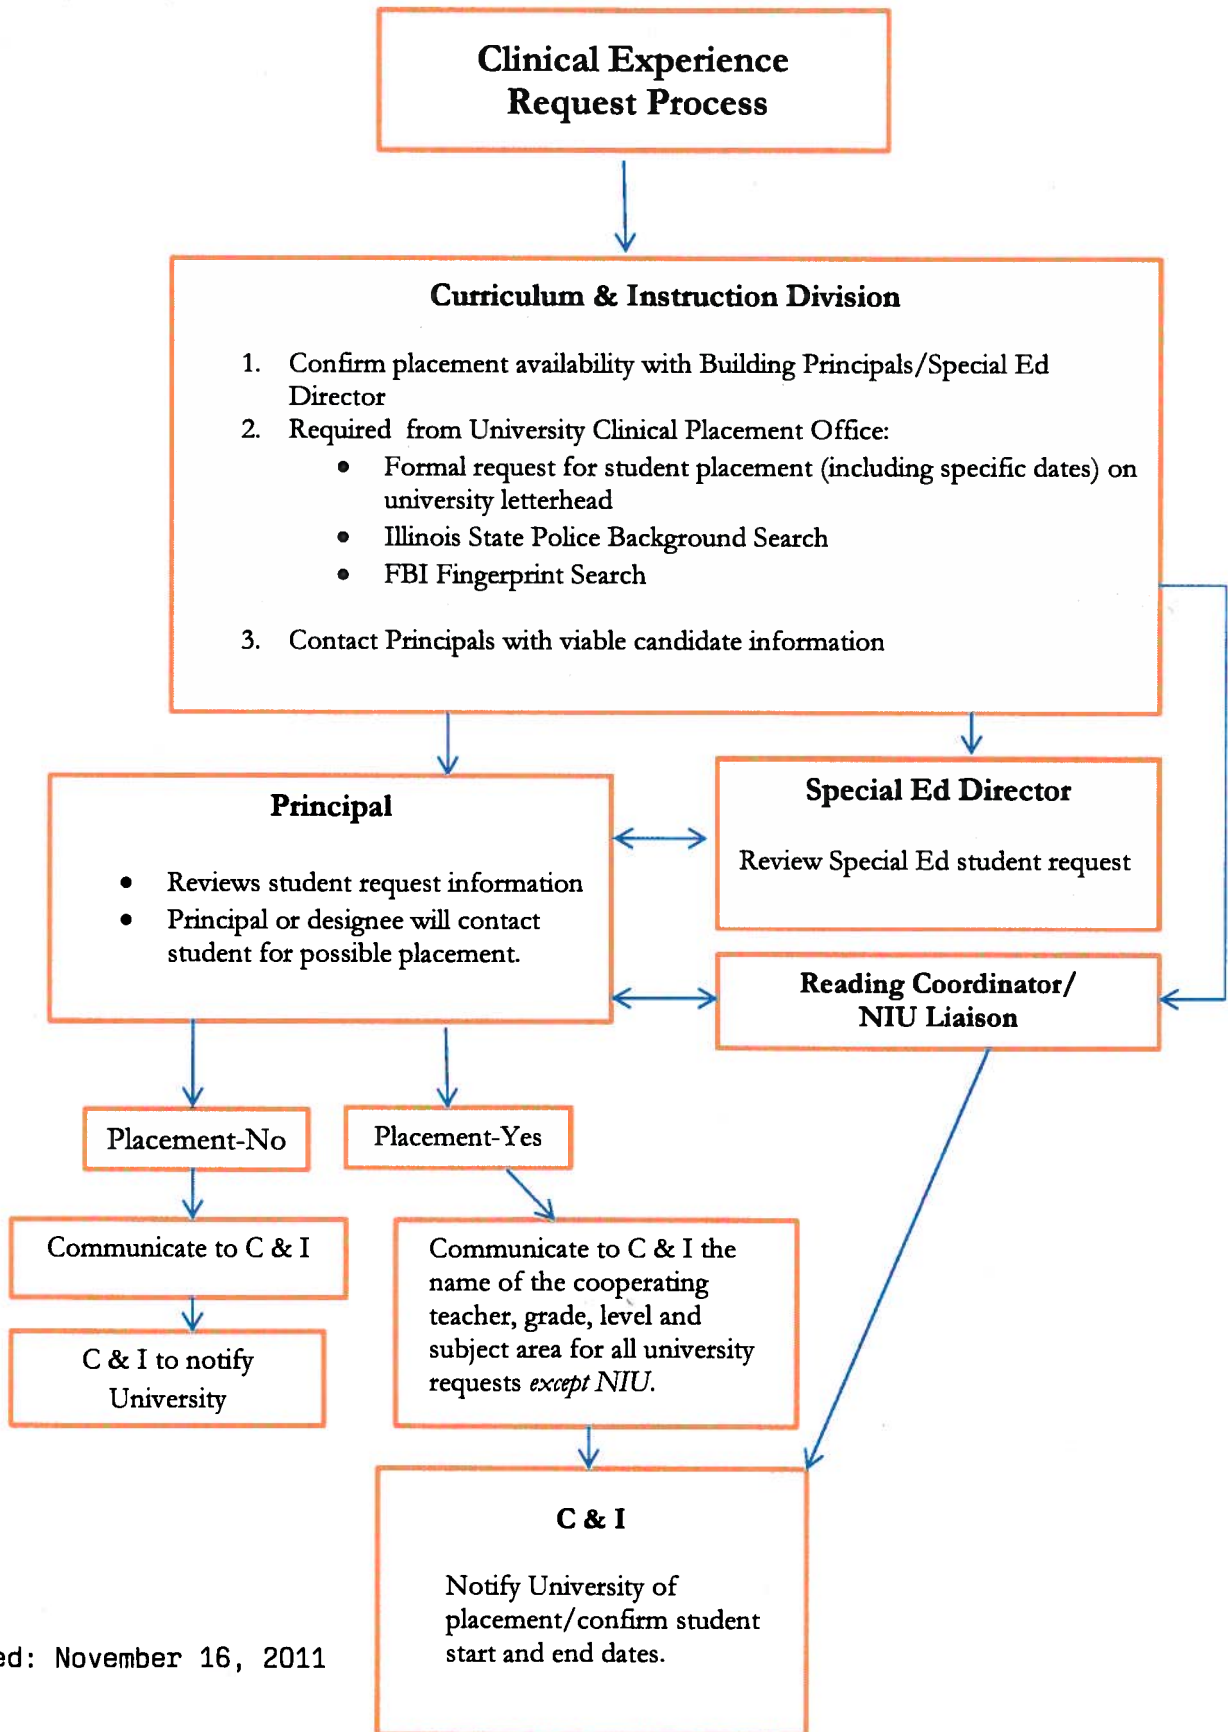 Clinical Experience
Request Process
Curriculum & Instruction Division
1. Confirm placement availability with Building Principals/Special Ed
Director
2. Required from University Clinical Placement Office:
• Formal request for student placement (including specific dates) on
university letterhead
• Illinois State Police Background Search
• FBI Fingerprint Search
3. Contact Principals with viable candidate information
Principal
• Reviews student request information
• Principal or designee will contact
student for possible placement.
Special Ed Director
Review Special Ed student request
Reading Coordinator/
NIU Liaison
Placement-No
Placement-Yes
Communicate to C & I
C & I to notify
University
Communicate to C & I the
name of the cooperating
teacher, grade, level and
subject area for all university
requests except NIU.
C & I
Notify University of
placement/confirm student
start and end dates.
November 16, 2011